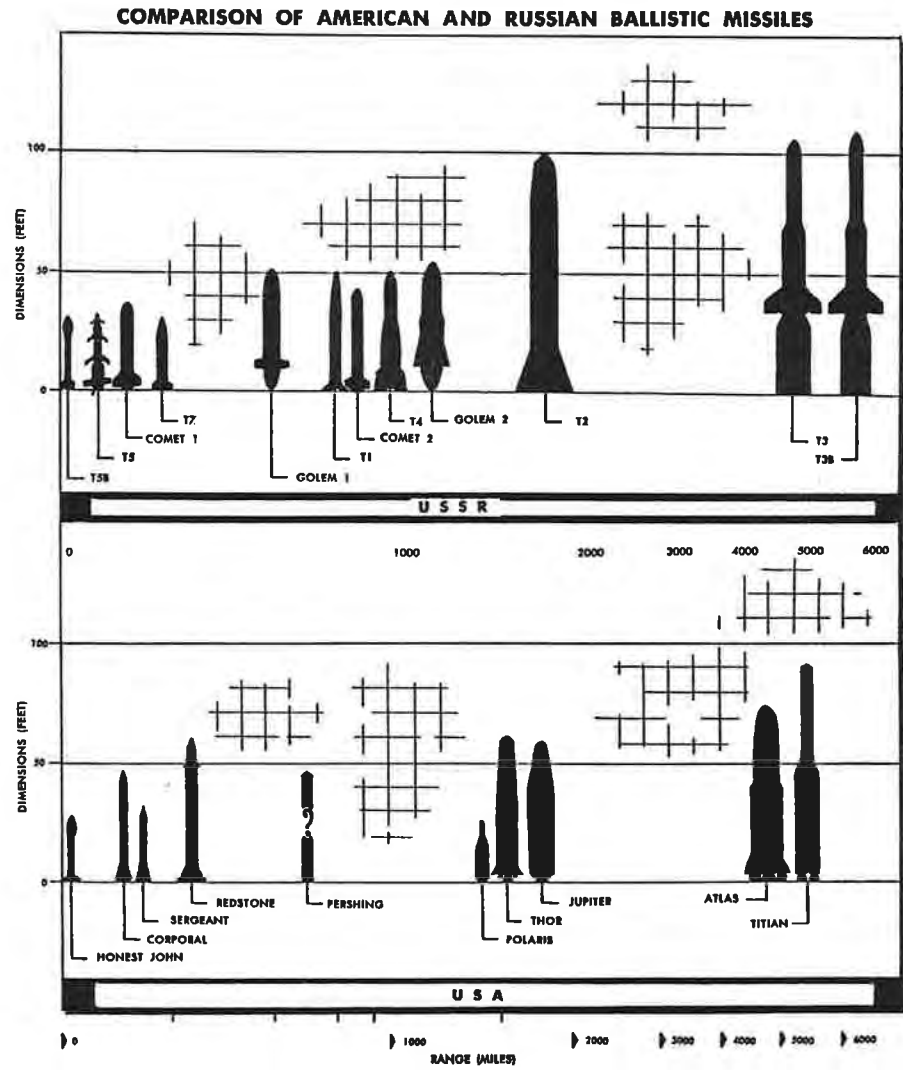 COMPARISON OF AMERICAN AND RUSSIAN BALLISTIC MISSILES
DIMENSIONS (FEET)
100
50
0
T7
T4
GOLEM 2
T2
COMET 1
COMET 2
T3
T5
T1
T3B
T5B
GOLEM 1
USSR
0 1000 2000 3000 4000 5000 6000
DIMENSIONS (FEET)
100
50
0
REDSTONE
PERSHING
JUPITER
ATLAS
SERGEANT
THOR
TITIAN
CORPORAL
POLARIS
HONEST JOHN
?
USA
0 1000 2000 3000 4000 5000 6000
RANGE (MILES)